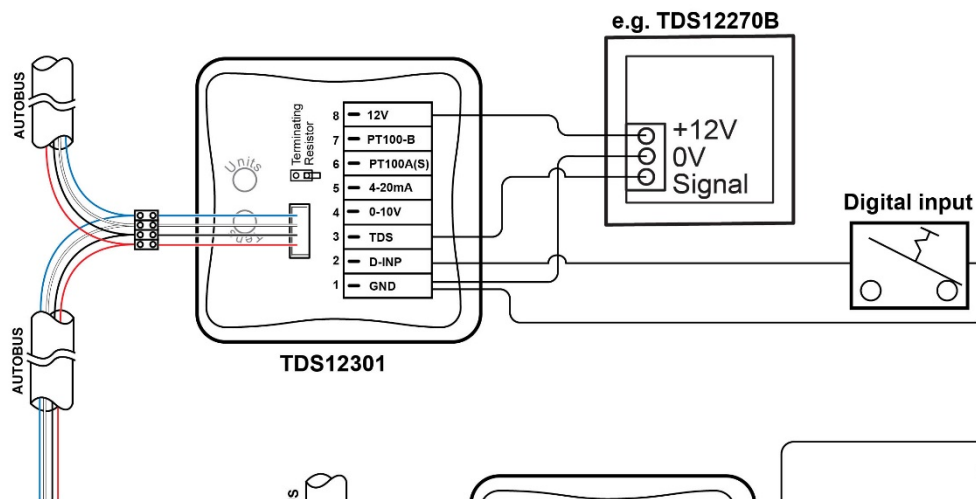 e.g. TDS12270B
AUTOBUS
Terminating
Resistor
Units
Tens
8 12V
7 PT100-B
6 PT100A(S)
5 4-20mA
4 0-10V
3 TDS
2 D-INP
1 GND
+12V
0V
Signal
Digital input
AUTOBUS
TDS12301
S